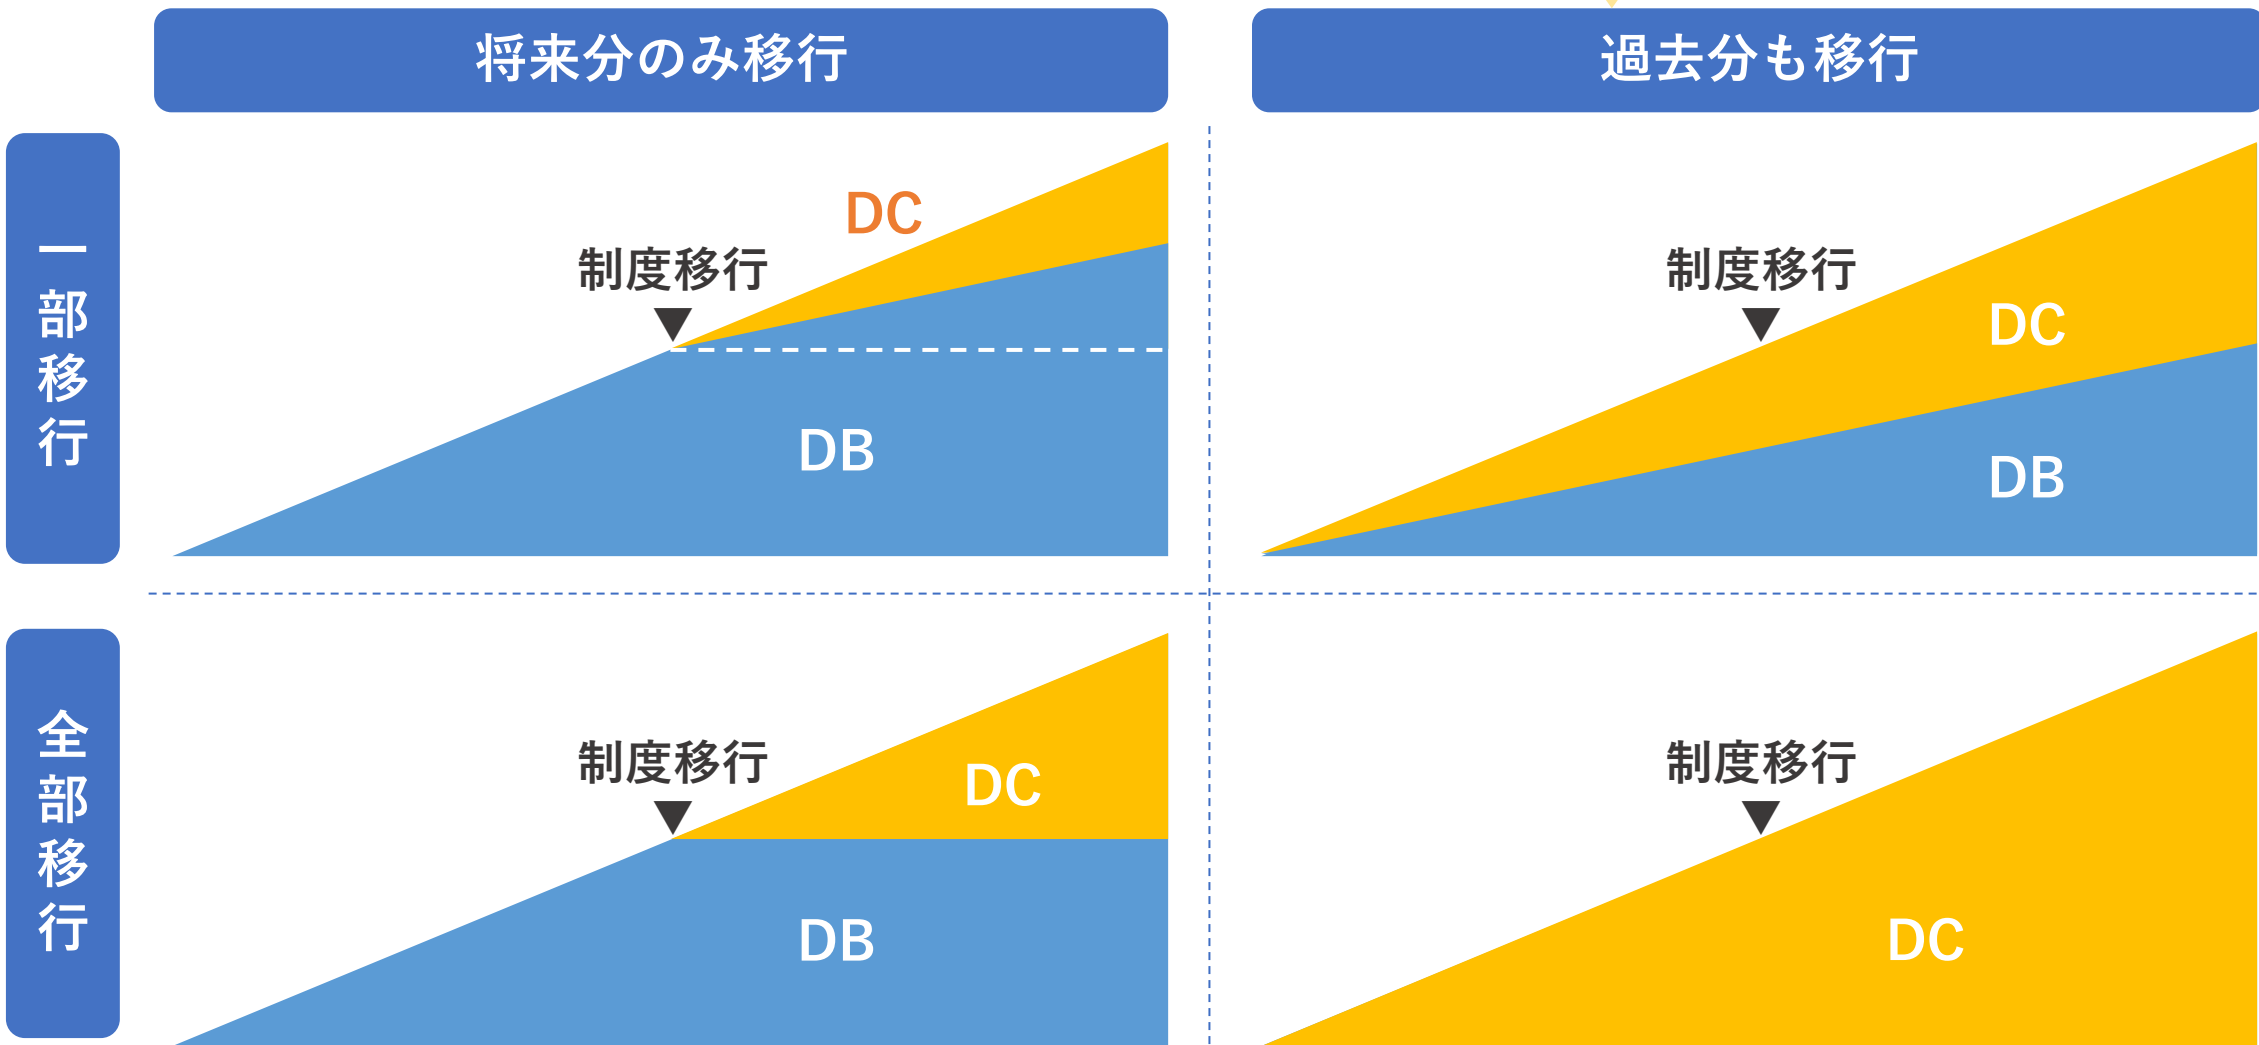 将来分のみ移行
過去分も移行
一部移行
DC
制度移行
DB
制度移行
DC
DB
全部移行
制度移行
DC
DB
制度移行
DC